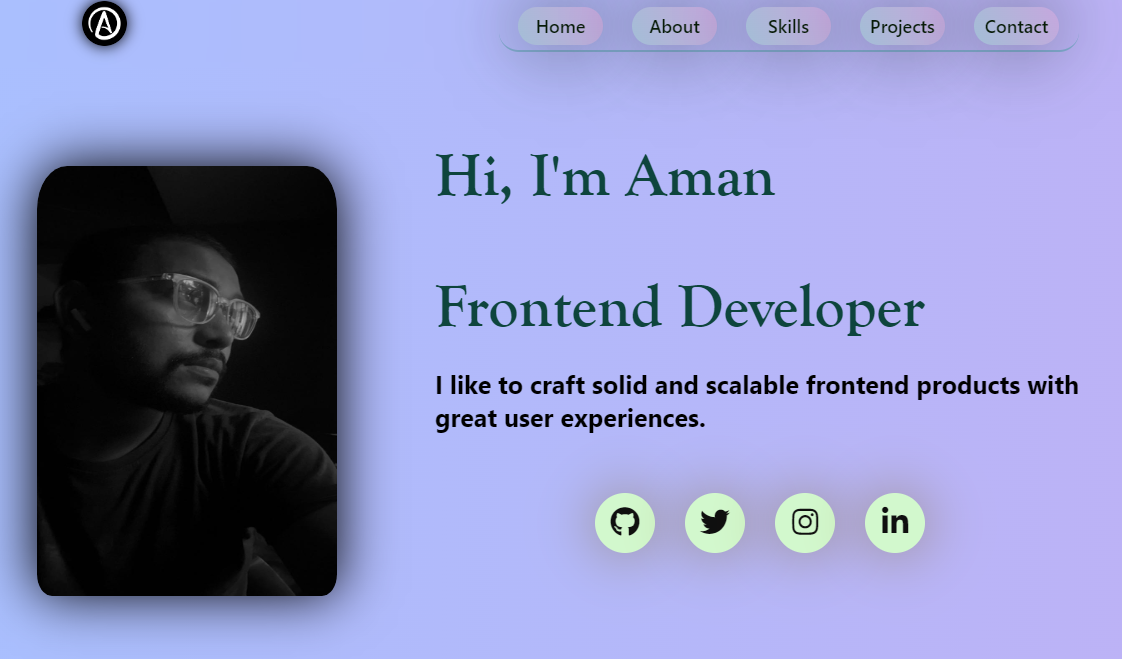 Home
About
Skills
Projects
Contact
Hi, I'm Aman
Frontend Developer
I like to craft solid and scalable frontend products with
great user experiences.
in